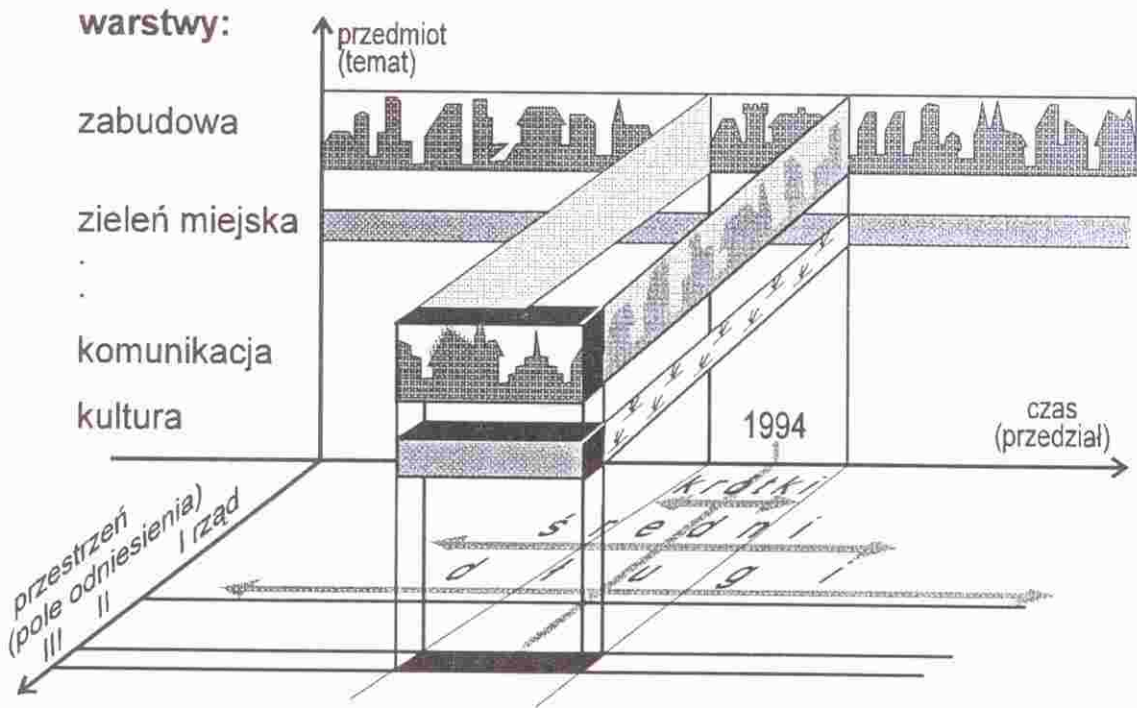 warstwy:
przedmiot
(temat)
zabudowa
zieleń miejska
.
.
komunikacja
kultura
1994
czas
(przedział)
krótki
średni
długi
przestrzeń
(pole odniesienia)
I rząd
II
III